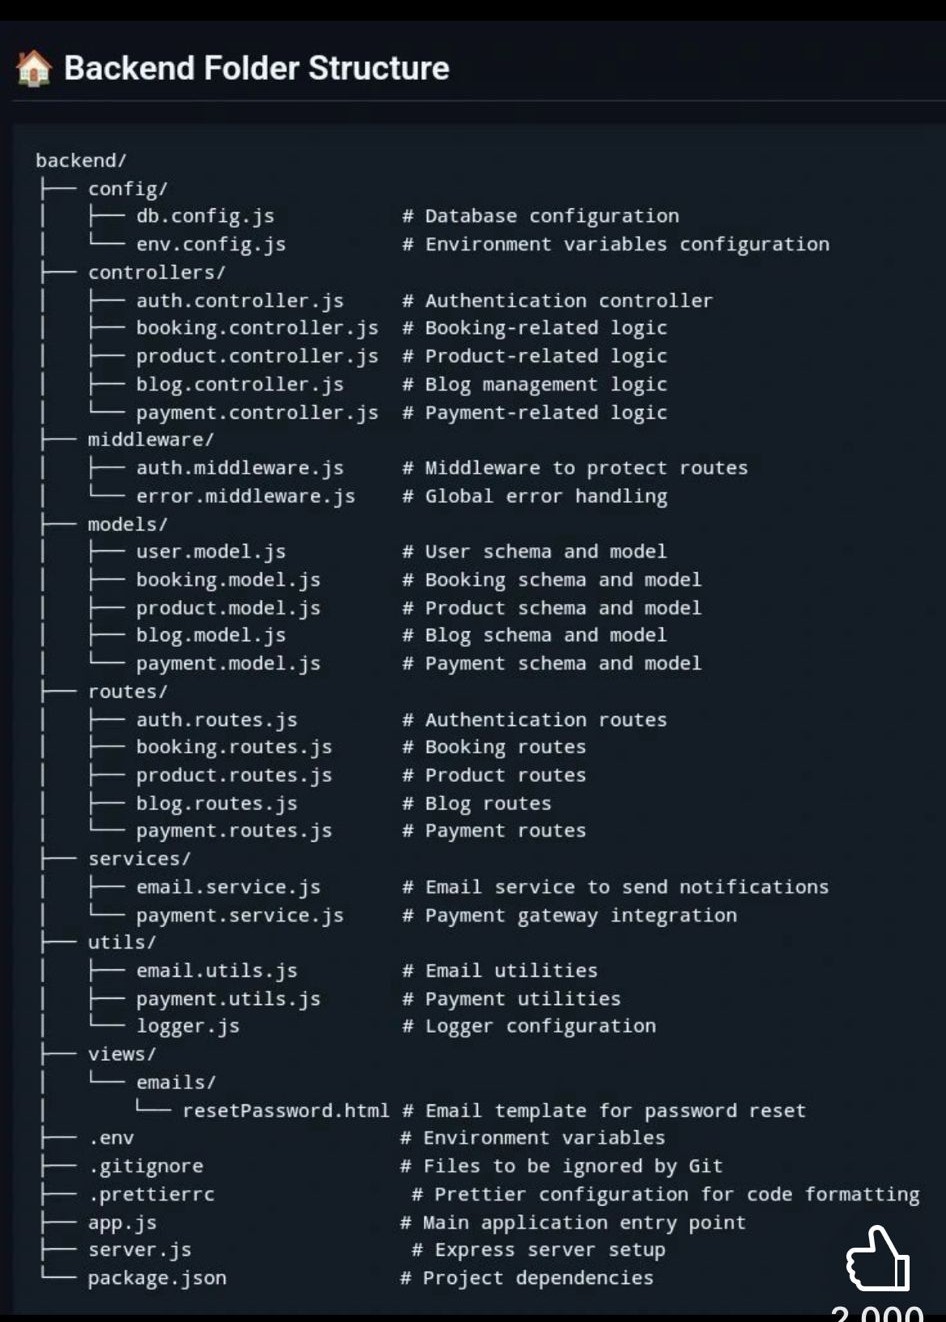 🏠 Backend Folder Structure
backend/
├── config/
│   ├── db.config.js           # Database configuration
│   └── env.config.js          # Environment variables configuration
├── controllers/
│   ├── auth.controller.js     # Authentication controller
│   ├── booking.controller.js  # Booking-related logic
│   ├── product.controller.js  # Product-related logic
│   ├── blog.controller.js     # Blog management logic
│   └── payment.controller.js  # Payment-related logic
├── middleware/
│   ├── auth.middleware.js     # Middleware to protect routes
│   └── error.middleware.js    # Global error handling
├── models/
│   ├── user.model.js          # User schema and model
│   ├── booking.model.js       # Booking schema and model
│   ├── product.model.js       # Product schema and model
│   ├── blog.model.js          # Blog schema and model
│   └── payment.model.js       # Payment schema and model
├── routes/
│   ├── auth.routes.js         # Authentication routes
│   ├── booking.routes.js      # Booking routes
│   ├── product.routes.js      # Product routes
│   ├── blog.routes.js         # Blog routes
│   └── payment.routes.js      # Payment routes
├── services/
│   ├── email.service.js       # Email service to send notifications
│   └── payment.service.js     # Payment gateway integration
├── utils/
│   ├── email.utils.js         # Email utilities
│   ├── payment.utils.js       # Payment utilities
│   └── logger.js              # Logger configuration
├── views/
│   └── emails/
│       └── resetPassword.html # Email template for password reset
├── .env                       # Environment variables
├── .gitignore                 # Files to be ignored by Git
├── .prettierrc                 # Prettier configuration for code formatting
├── app.js                     # Main application entry point
├── server.js                   # Express server setup
└── package.json               # Project dependencies
2,000